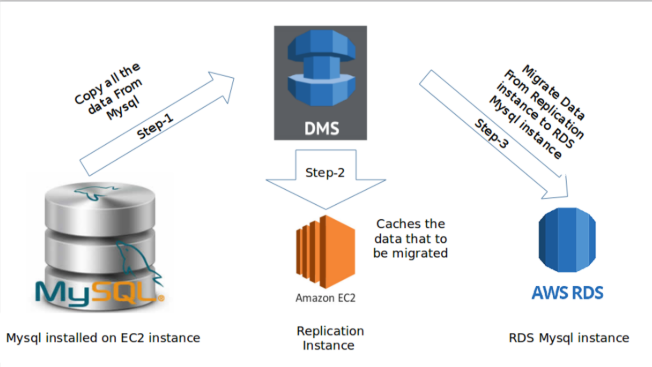 Copy all the
data From
Mysql
Step-1
DMS
Step-2
Migrate Data
From Replication
instance to RDS
Mysql instance
Step-3
MySQL®
Amazon EC2
Caches the
data that to
be migrated
AWS RDS
Mysql installed on EC2 instance
Replication
Instance
RDS Mysql instance